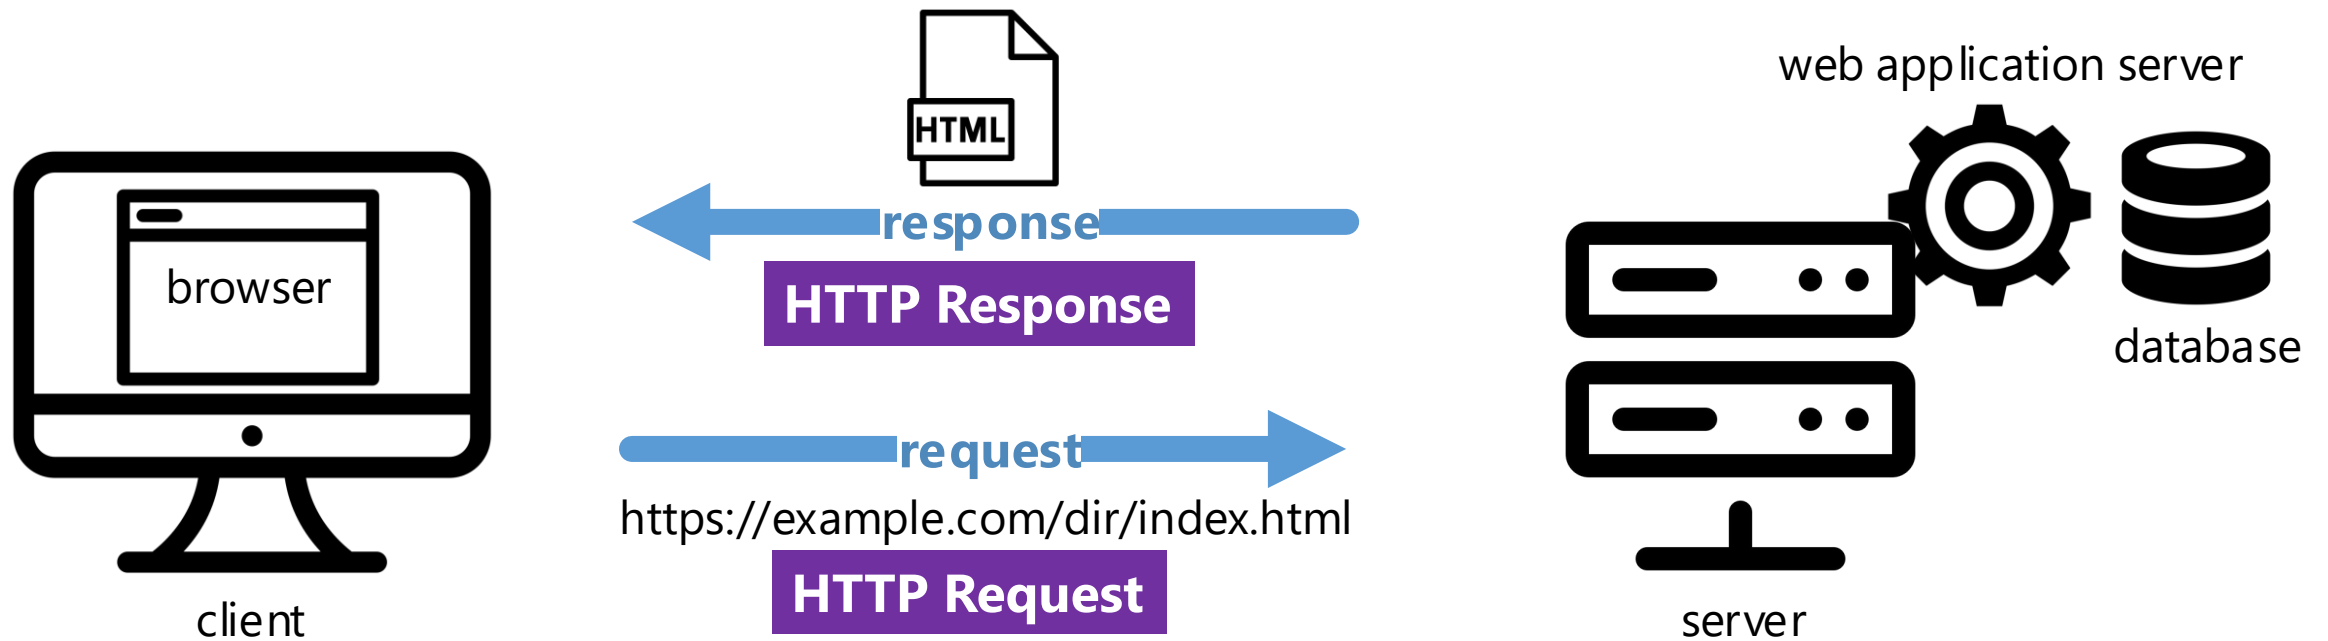 HTML
web application server
response
browser
HTTP Response
database
request
https://example.com/dir/index.html
HTTP Request
client
server